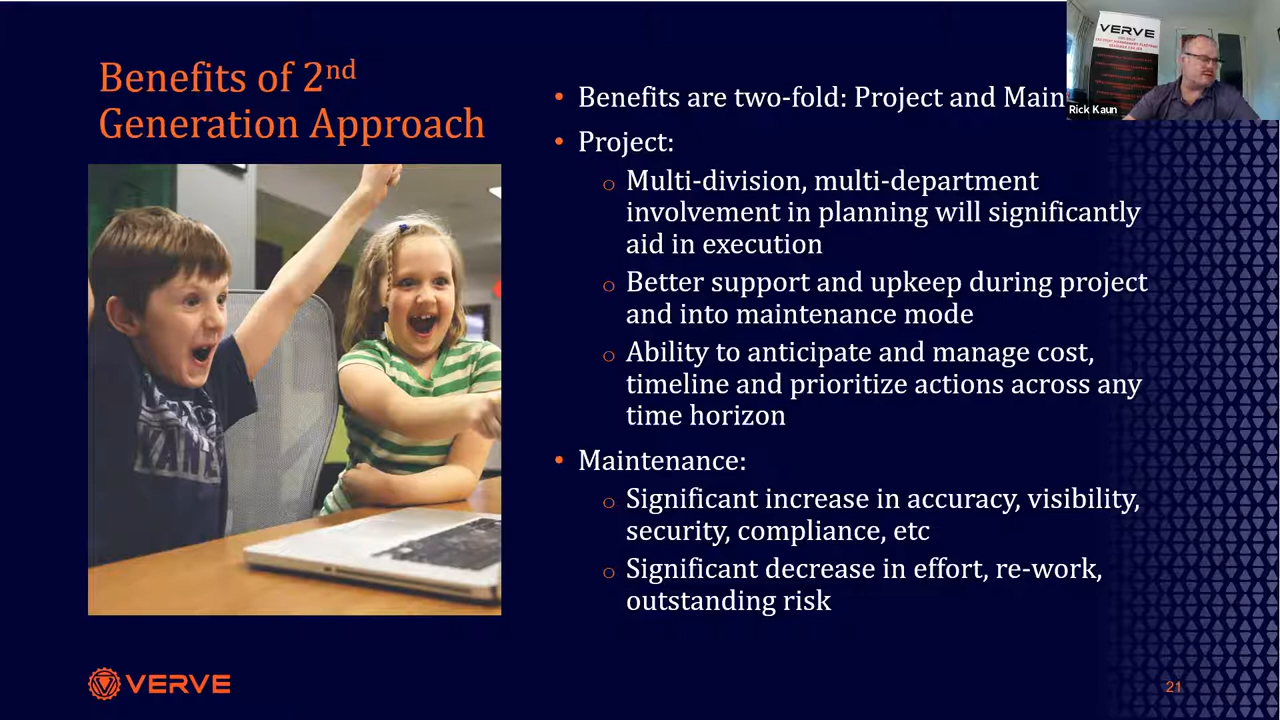 Benefits of 2nd
Generation Approach
• Benefits are two-fold: Project and Main
• Project:
o Multi-division, multi-department
involvement in planning will significantly
aid in execution
o Better support and upkeep during project
and into maintenance mode
o Ability to anticipate and manage cost,
timeline and prioritize actions across any
time horizon
• Maintenance:
o Significant increase in accuracy, visibility,
security, compliance, etc
o Significant decrease in effort, re-work,
outstanding risk
VERVE
Rick Kaun
VERVE
21